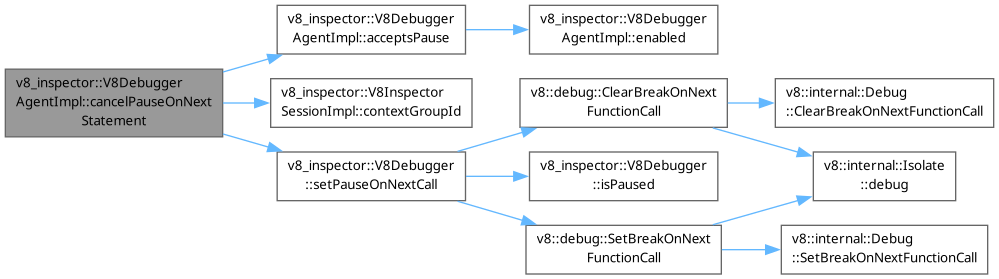 v8_inspector::V8Debugger
AgentImpl::cancelPauseOnNext
Statement
v8_inspector::V8Debugger
AgentImpl::acceptsPause
v8_inspector::V8Debugger
AgentImpl::enabled
v8_inspector::V8Inspector
SessionImpl::contextGroupId
v8_inspector::V8Debugger
::setPauseOnNextCall
v8::debug::ClearBreakOnNext
FunctionCall
v8::internal::Debug
::ClearBreakOnNextFunctionCall
v8_inspector::V8Debugger
::isPaused
v8::internal::Isolate
::debug
v8::debug::SetBreakOnNext
FunctionCall
v8::internal::Debug
::SetBreakOnNextFunctionCall